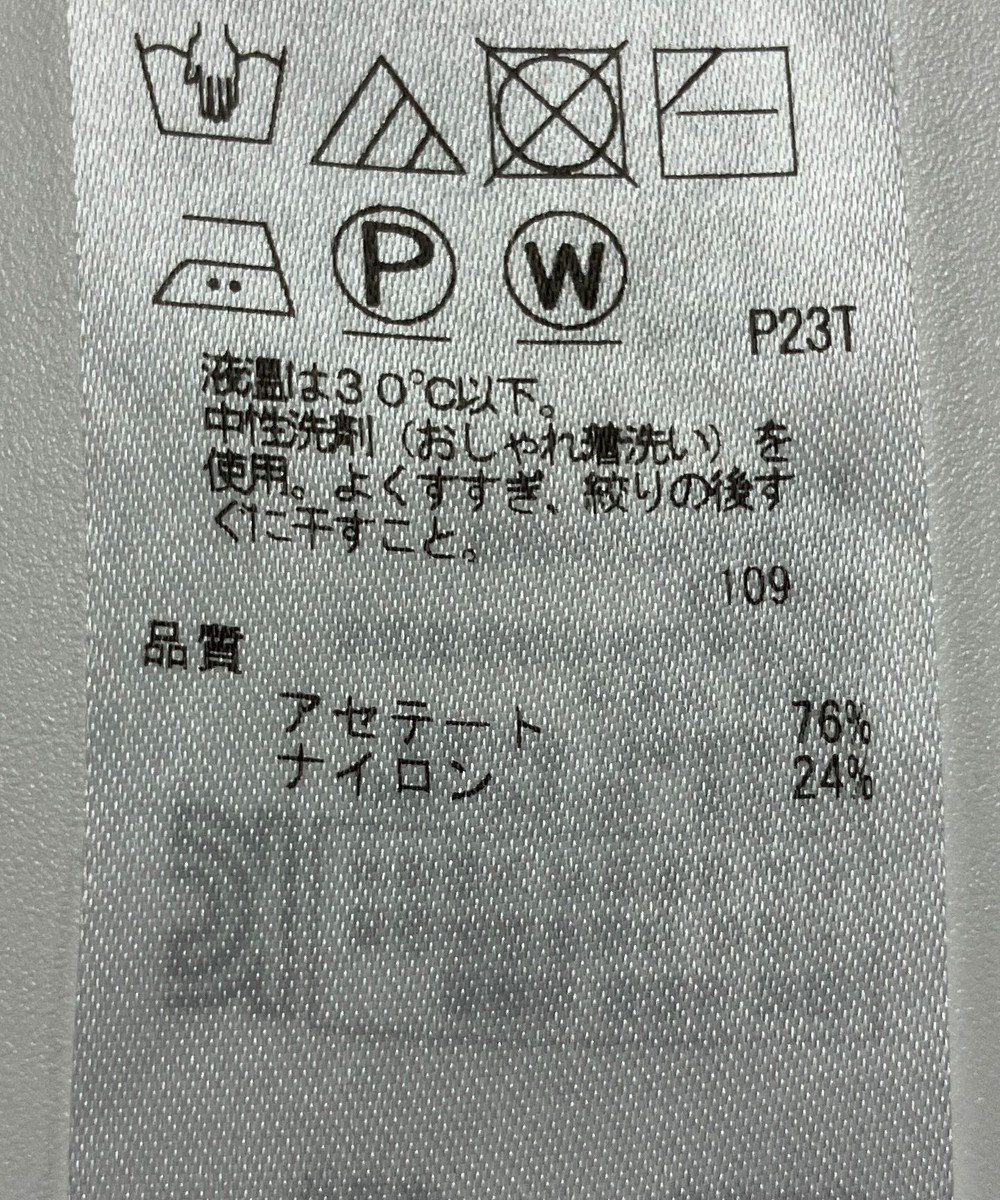 P W
P23T
液温は30℃以下。
中性洗剤（おしゃれ着洗い）を
使用。よくすすぎ、絞りの後す
ぐに干すこと。
109
品質
アセテート 76%
ナイロン 24%